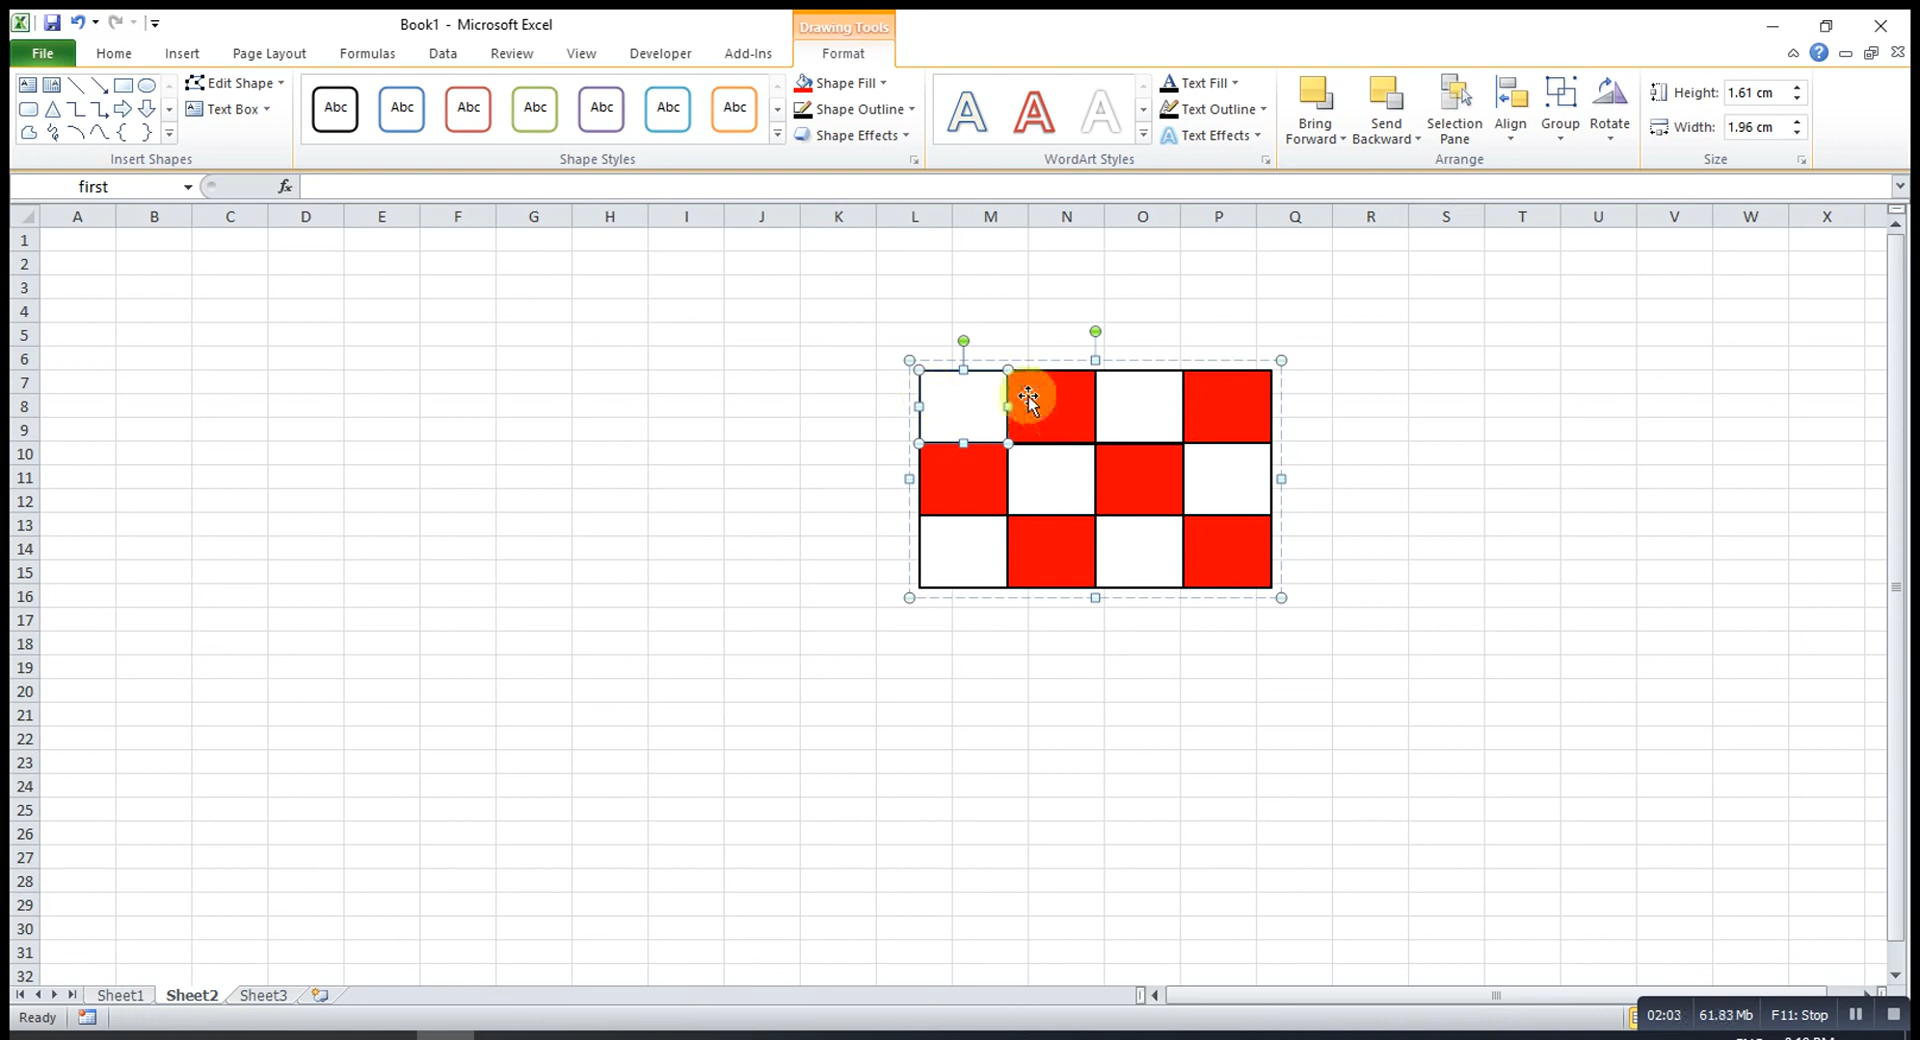 Book1 - Microsoft Excel
Drawing Tools
File Home Insert Page Layout Formulas Data Review View Developer Add-Ins Format
Edit Shape
Text Box
Insert Shapes
Abc Abc Abc Abc Abc Abc Abc
Shape Styles
Shape Fill
Shape Outline
Shape Effects
A A A
WordArt Styles
Text Fill
Text Outline
Text Effects
Bring Forward
Send Backward
Selection Pane
Align
Group
Rotate
Arrange
Height: 1.61 cm
Width: 1.96 cm
Size
first
fx
A B C D E F G H I J K L M N O P Q R S T U V W X
1
2
3
4
5
6
7
8
9
10
11
12
13
14
15
16
17
18
19
20
21
22
23
24
25
26
27
28
29
30
31
32
Sheet1 Sheet2 Sheet3
Ready
02:03 61.83 Mb F11: Stop